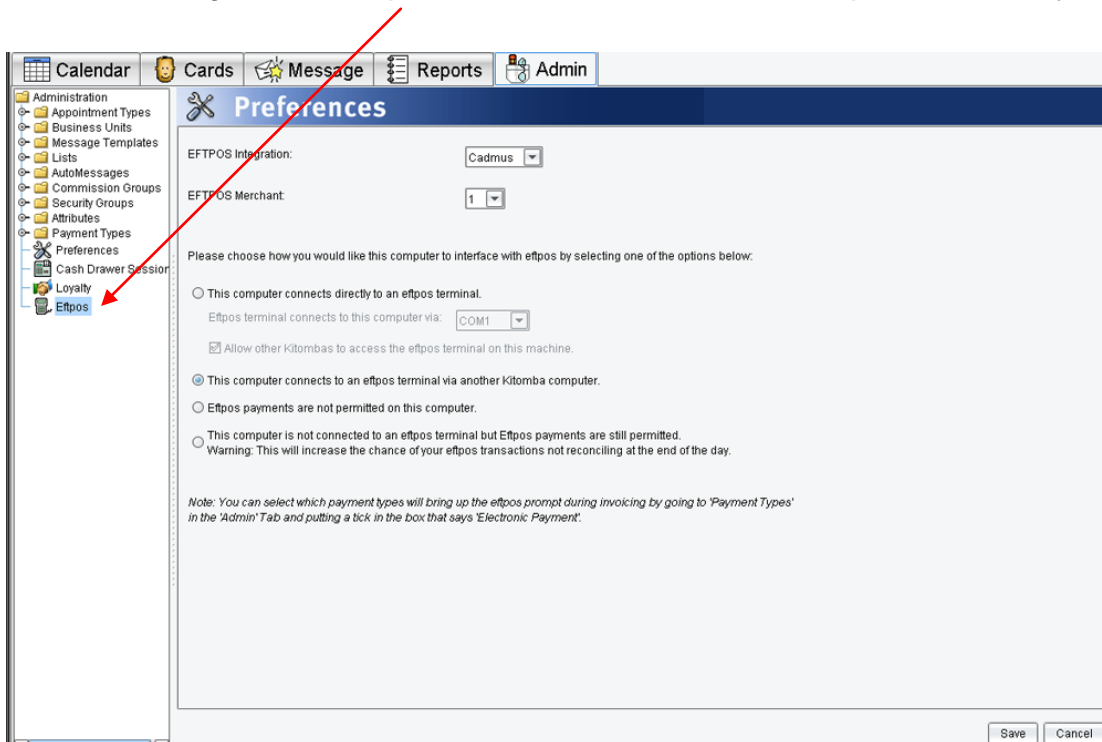 Calendar Cards Message Reports Admin
Administration
Appointment Types
Business Units
Message Templates
Lists
AutoMessages
Commission Groups
Security Groups
Attributes
Payment Types
Preferences
Cash Drawer Session
Loyalty
Eftpos
Preferences
EFTPOS Integration: Cadmus
EFTPOS Merchant: 1
Please choose how you would like this computer to interface with eftpos by selecting one of the options below:
This computer connects directly to an eftpos terminal.
Eftpos terminal connects to this computer via: COM1
Allow other Kitombas to access the eftpos terminal on this machine.
This computer connects to an eftpos terminal via another Kitomba computer.
Eftpos payments are not permitted on this computer.
This computer is not connected to an eftpos terminal but Eftpos payments are still permitted.
Warning: This will increase the chance of your eftpos transactions not reconciling at the end of the day.
Note: You can select which payment types will bring up the eftpos prompt during invoicing by going to 'Payment Types'
in the 'Admin' Tab and putting a tick in the box that says 'Electronic Payment'.
Save Cancel